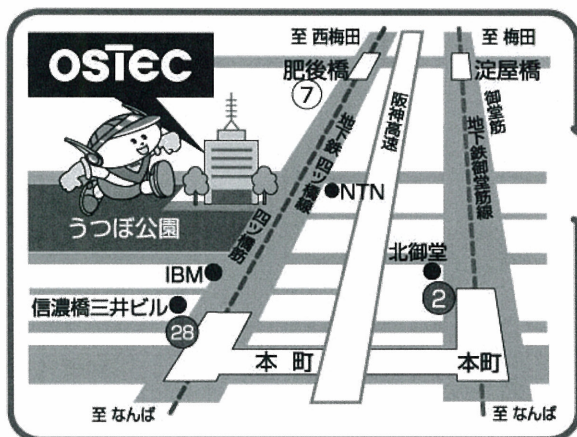 至 西梅田
至 梅田
OSTEC
肥後橋
淀屋橋
7
阪神高速
御堂筋
地下鉄御堂筋線
地下鉄四ツ橋線
NTN
うつぼ公園
四ツ橋筋
IBM
北御堂
信濃橋三井ビル
2
28
本町
本町
至 なんば
至 なんば